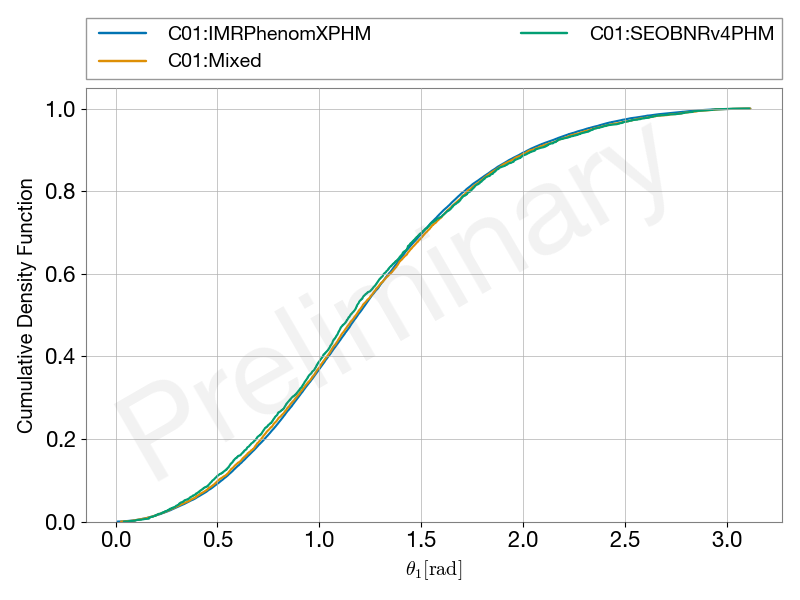 C01:IMRPhenomXPHM
C01:Mixed
C01:SEOBNRv4PHM
Preliminary
Cumulative Density Function
1.0
0.8
0.6
0.4
0.2
0.0
0.0 0.5 1.0 1.5 2.0 2.5 3.0
θ₁[rad]